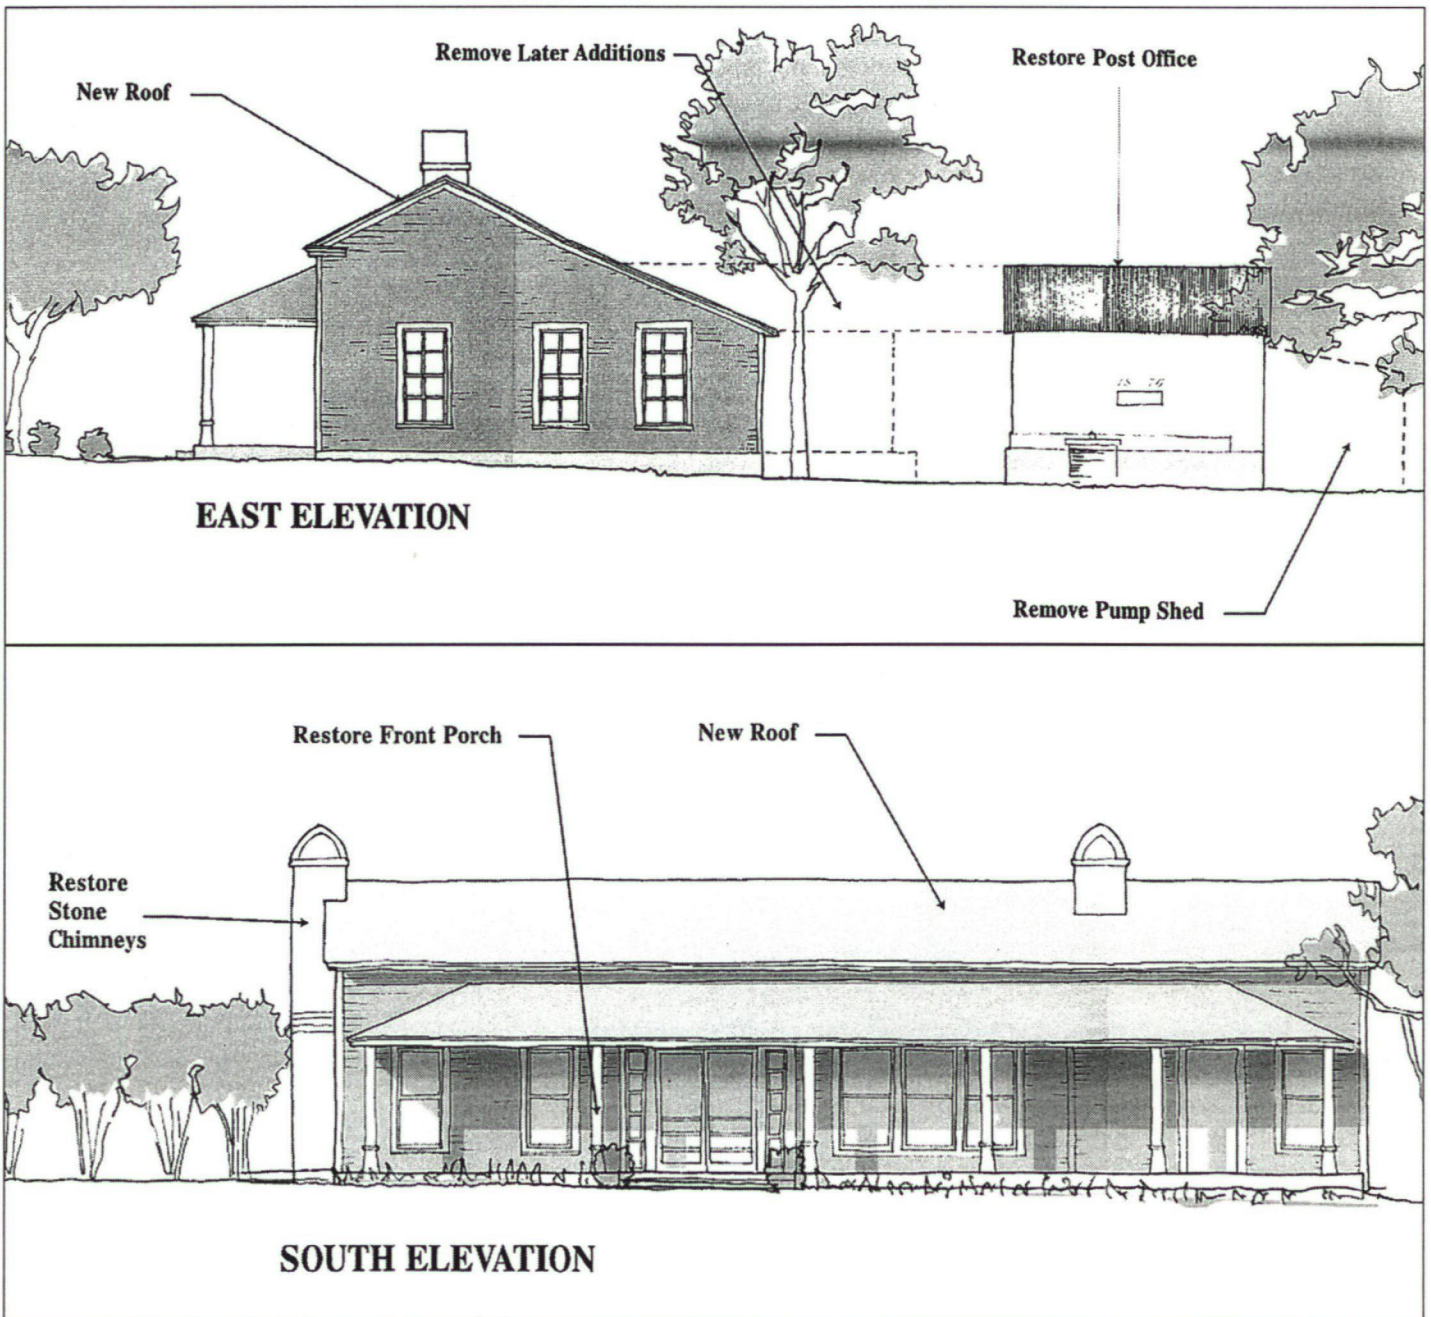 Remove Later Additions
Restore Post Office
New Roof
EAST ELEVATION
Remove Pump Shed
Restore Front Porch
New Roof
Restore
Stone
Chimneys
SOUTH ELEVATION